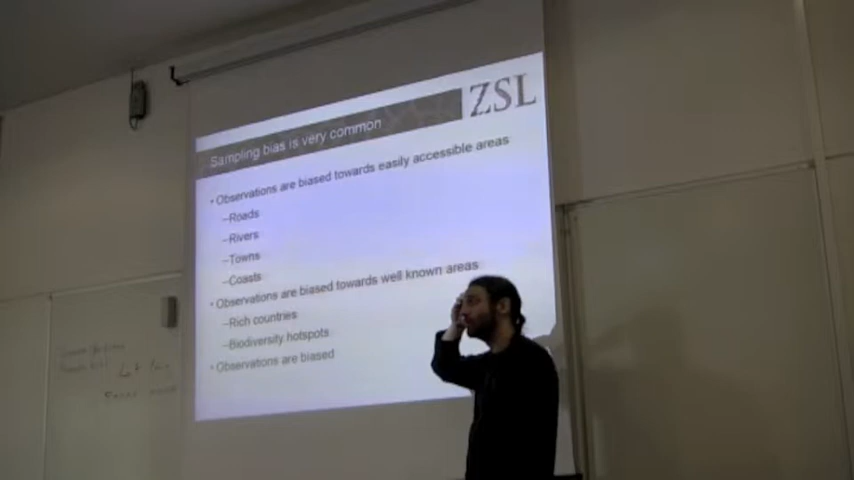 ZSL
Sampling bias is very common
• Observations are biased towards easily accessible areas
–Roads
–Rivers
–Towns
–Coasts
• Observations are biased towards well known areas
–Rich countries
–Biodiversity hotspots
• Observations are biased